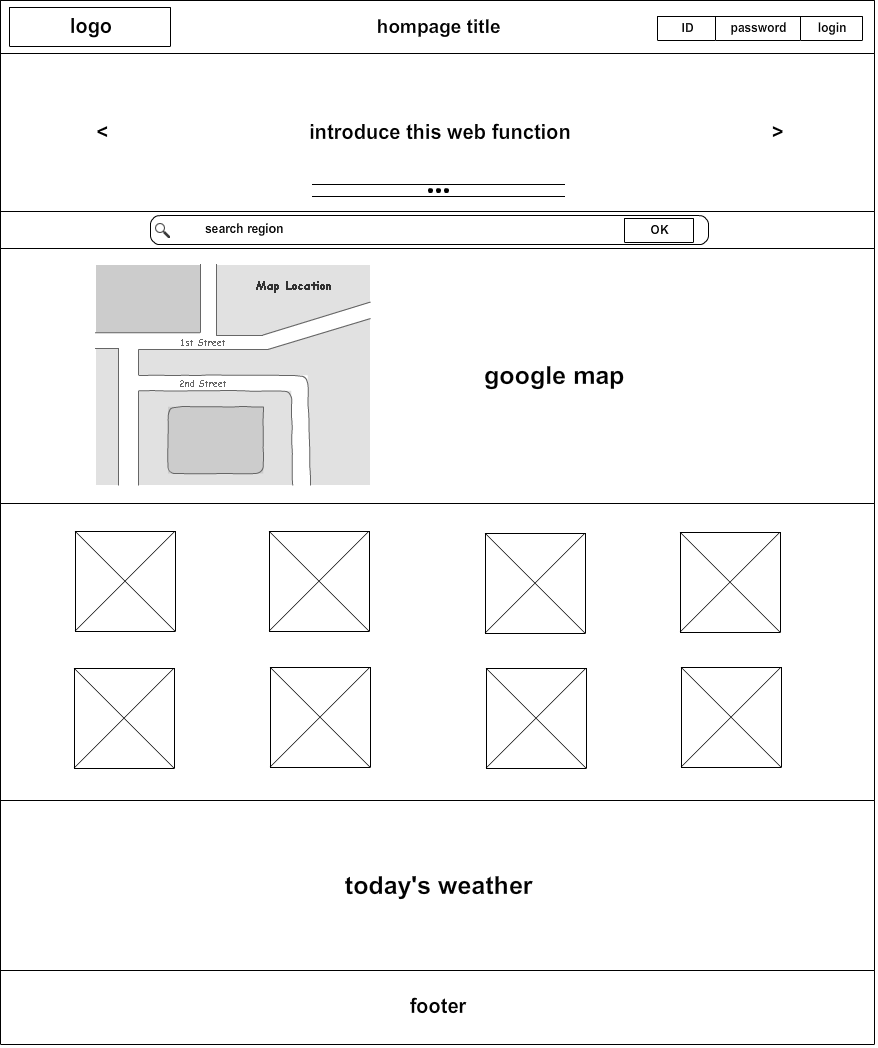 logo
hompage title
ID password login
< introduce this web function >
search region OK
Map Location
1st Street
2nd Street
google map
today's weather
footer